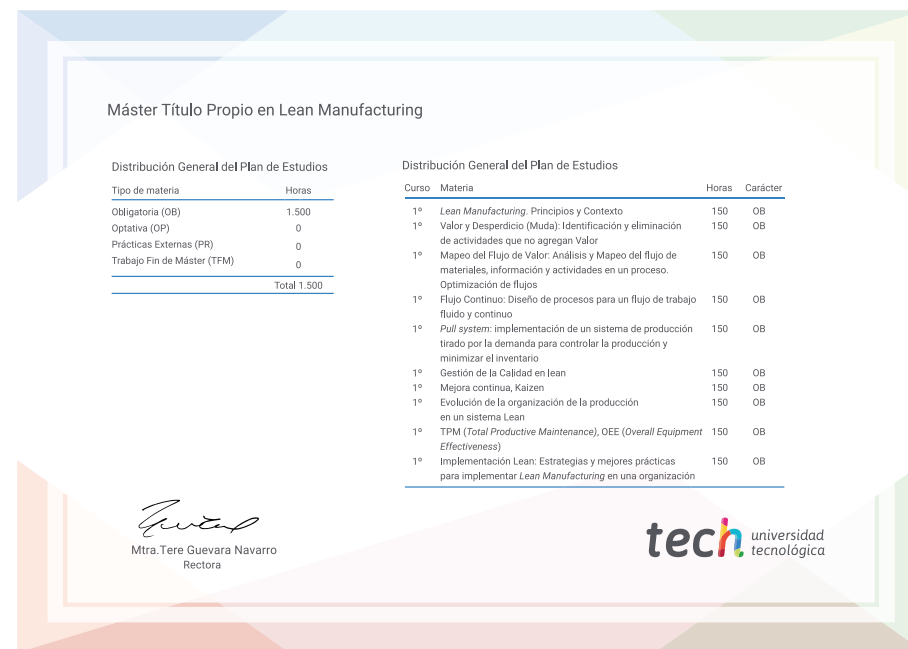 Máster Título Propio en Lean Manufacturing
Distribución General del Plan de Estudios
Tipo de materia Horas
Obligatoria (OB) 1.500
Optativa (OP) 0
Prácticas Externas (PR) 0
Trabajo Fin de Máster (TFM) 0
Total 1.500
Distribución General del Plan de Estudios
Curso Materia Horas Carácter
1º Lean Manufacturing. Principios y Contexto 150 OB
1º Valor y Desperdicio (Muda): Identificación y eliminación 150 OB
de actividades que no agregan Valor
1º Mapeo del Flujo de Valor: Análisis y Mapeo del flujo de 150 OB
materiales, información y actividades en un proceso.
Optimización de flujos
1º Flujo Continuo: Diseño de procesos para un flujo de trabajo 150 OB
fluido y continuo
1º Pull system: implementación de un sistema de producción 150 OB
tirado por la demanda para controlar la producción y
minimizar el inventario
1º Gestión de la Calidad en lean 150 OB
1º Mejora continua, Kaizen 150 OB
1º Evolución de la organización de la producción 150 OB
en un sistema Lean
1º TPM (Total Productive Maintenance), OEE (Overall Equipment 150 OB
Effectiveness)
1º Implementación Lean: Estrategias y mejores prácticas 150 OB
para implementar Lean Manufacturing en una organización
Mtra.Tere Guevara Navarro
Rectora
tech universidad
tecnológica